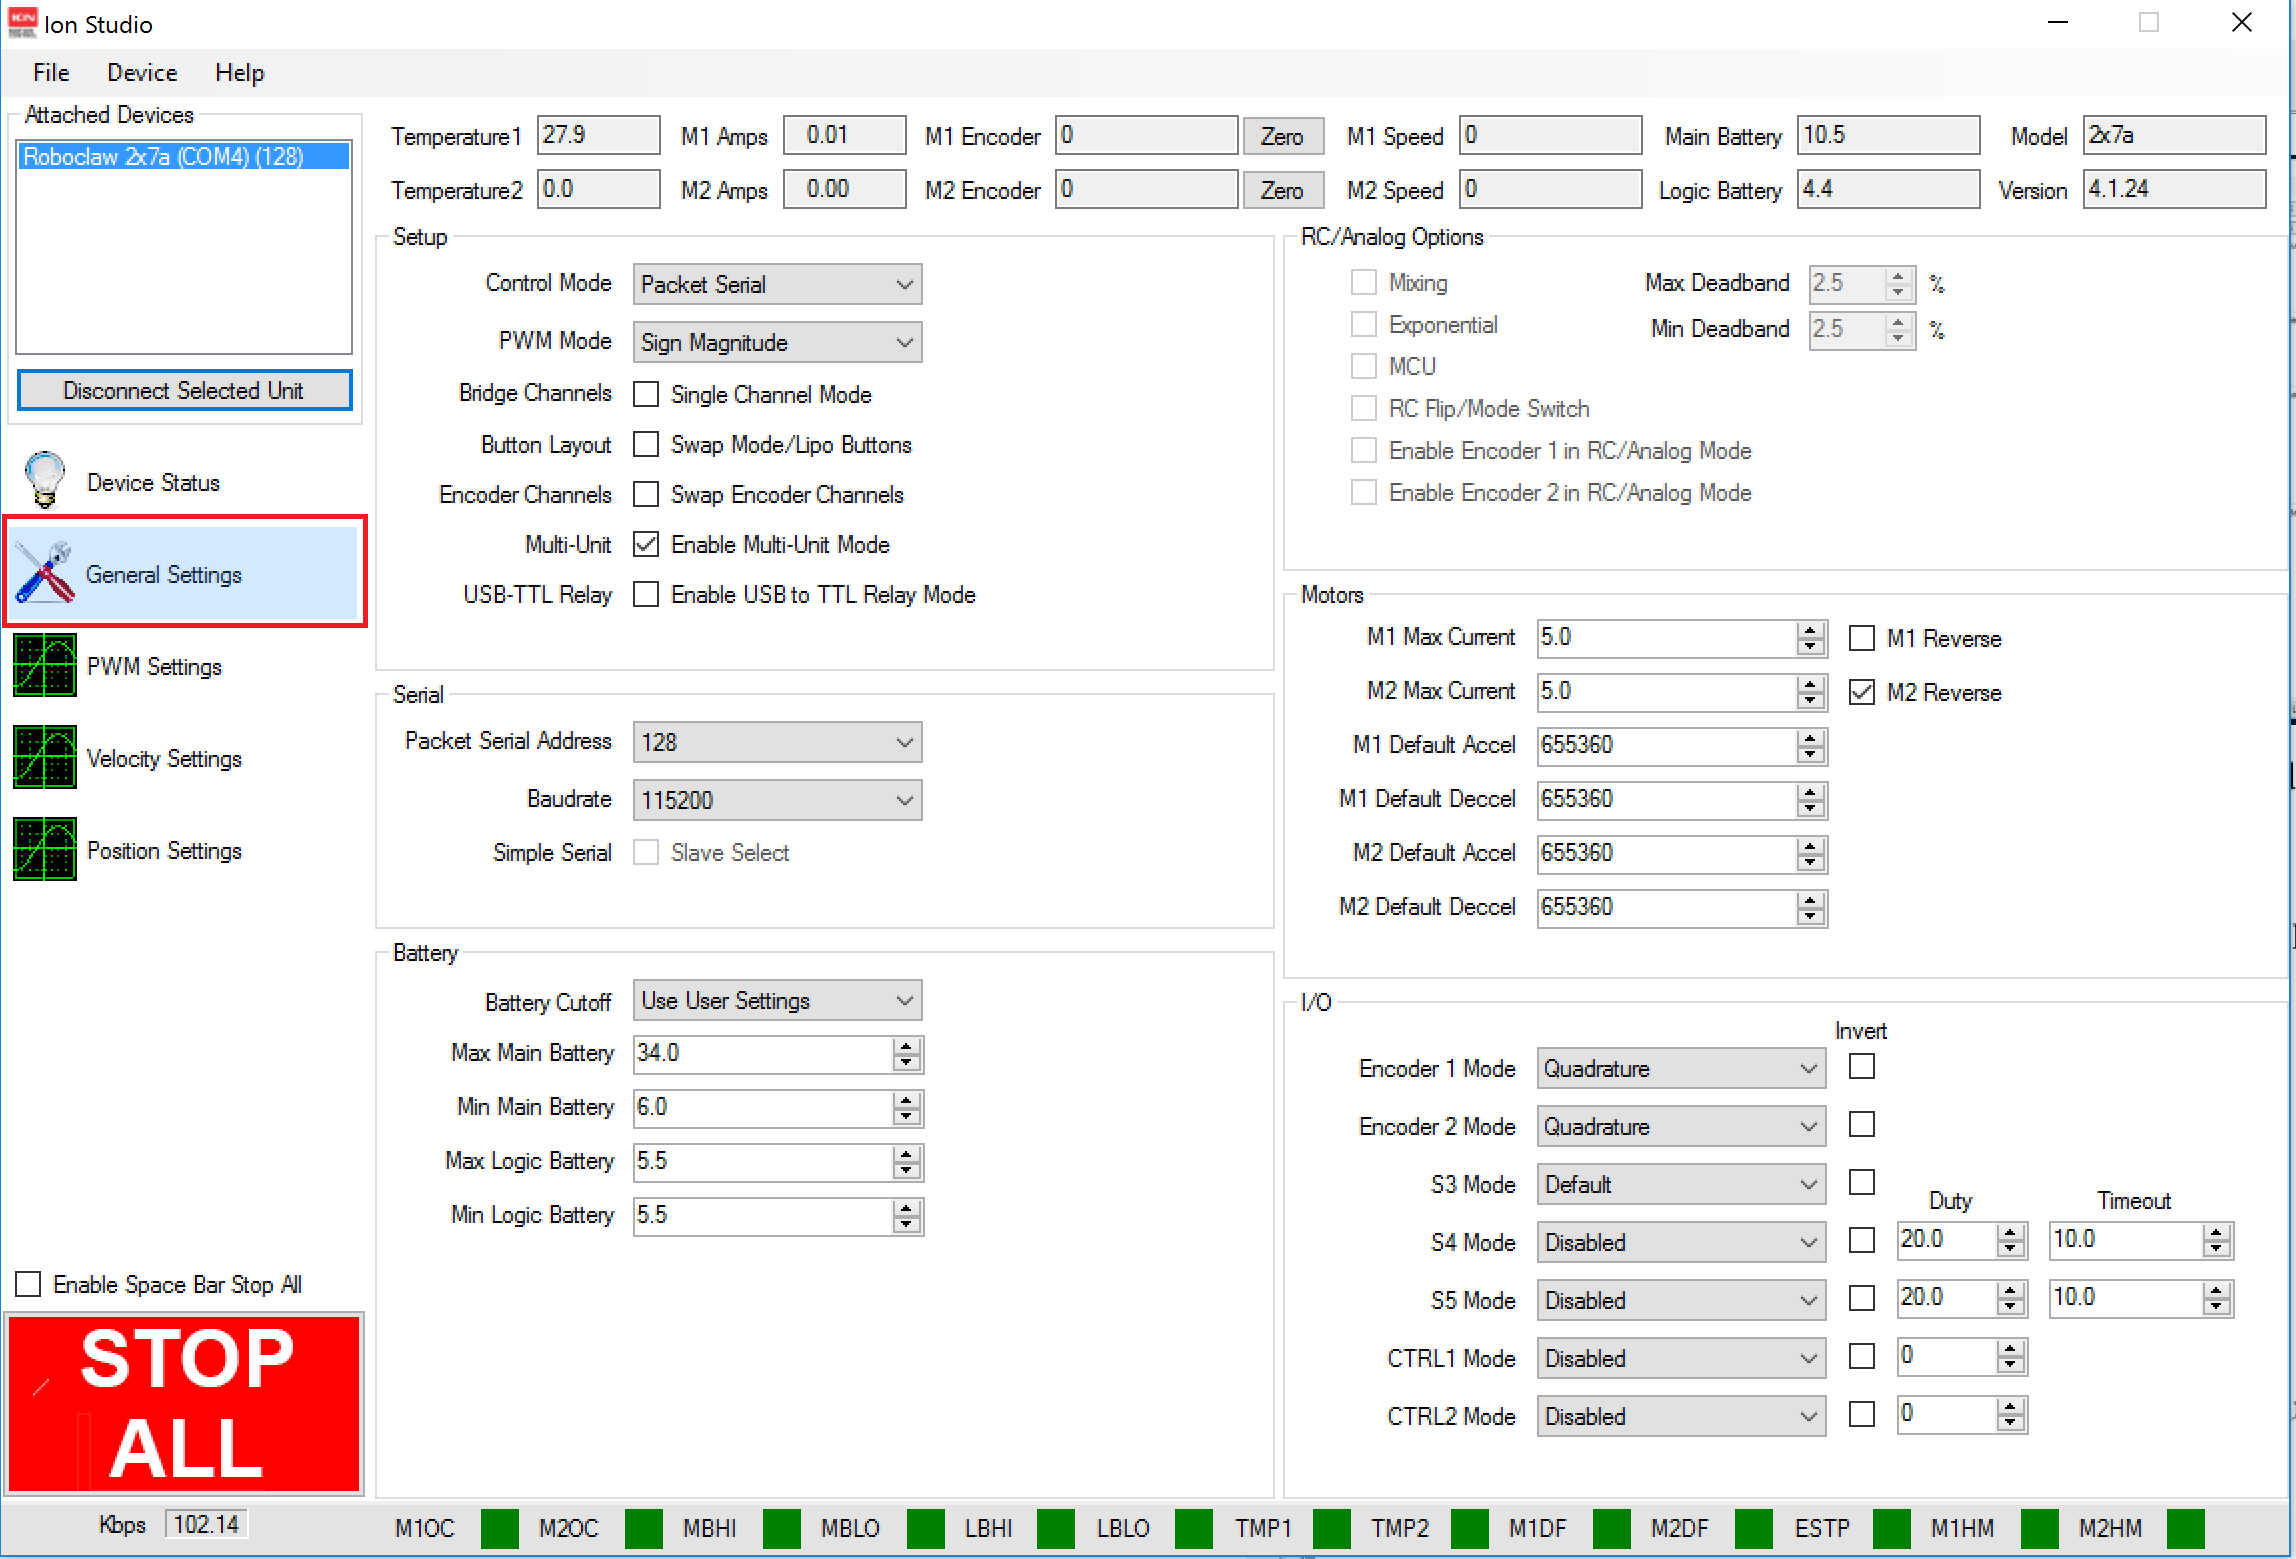 Ion Studio
File Device Help
Attached Devices
Roboclaw 2x7a (COM4) (128)
Disconnect Selected Unit
Device Status
General Settings
PWM Settings
Velocity Settings
Position Settings
Enable Space Bar Stop All
STOP
ALL
Temperature1 27.9 M1 Amps 0.01 M1 Encoder 0 Zero M1 Speed 0 Main Battery 10.5 Model 2x7a
Temperature2 0.0 M2 Amps 0.00 M2 Encoder 0 Zero M2 Speed 0 Logic Battery 4.4 Version 4.1.24
Setup
Control Mode Packet Serial
PWM Mode Sign Magnitude
Bridge Channels Single Channel Mode
Button Layout Swap Mode/Lipo Buttons
Encoder Channels Swap Encoder Channels
Multi-Unit Enable Multi-Unit Mode
USB-TTL Relay Enable USB to TTL Relay Mode
Serial
Packet Serial Address 128
Baudrate 115200
Simple Serial Slave Select
Battery
Battery Cutoff Use User Settings
Max Main Battery 34.0
Min Main Battery 6.0
Max Logic Battery 5.5
Min Logic Battery 5.5
RC/Analog Options
Mixing Max Deadband 2.5 %
Exponential Min Deadband 2.5 %
MCU
RC Flip/Mode Switch
Enable Encoder 1 in RC/Analog Mode
Enable Encoder 2 in RC/Analog Mode
Motors
M1 Max Current 5.0 M1 Reverse
M2 Max Current 5.0 M2 Reverse
M1 Default Accel 655360
M1 Default Deccel 655360
M2 Default Accel 655360
M2 Default Deccel 655360
I/O
Invert
Encoder 1 Mode Quadrature
Encoder 2 Mode Quadrature
S3 Mode Default
Duty Timeout
S4 Mode Disabled 20.0 10.0
S5 Mode Disabled 20.0 10.0
CTRL1 Mode Disabled 0
CTRL2 Mode Disabled 0
Kbps 102.14 M1OC M2OC MBHI MBLO LBHI LBLO TMP1 TMP2 M1DF M2DF ESTP M1HM M2HM